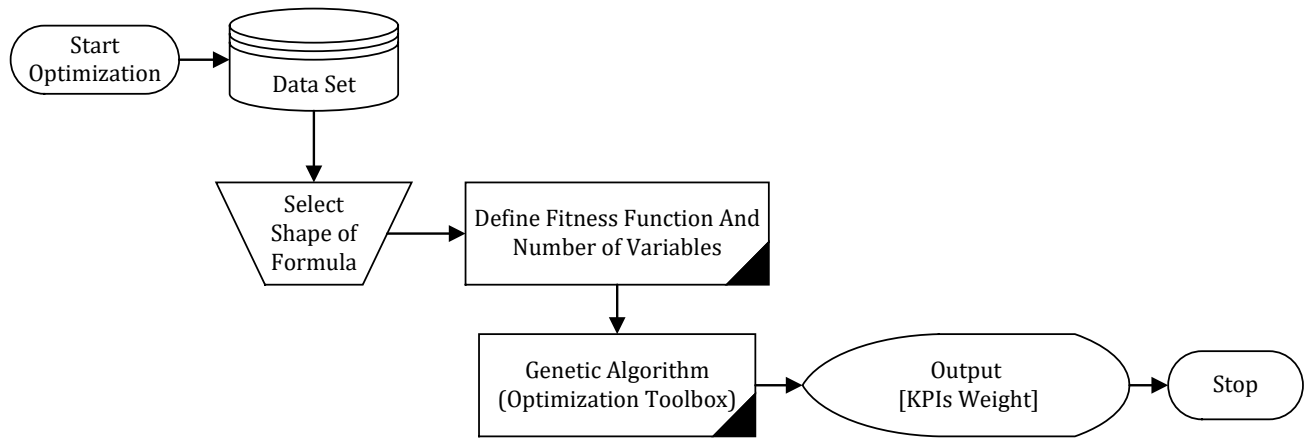 Start
Optimization
Data Set
Select
Shape of
Formula
Define Fitness Function And
Number of Variables
Genetic Algorithm
(Optimization Toolbox)
Output
[KPIs Weight]
Stop